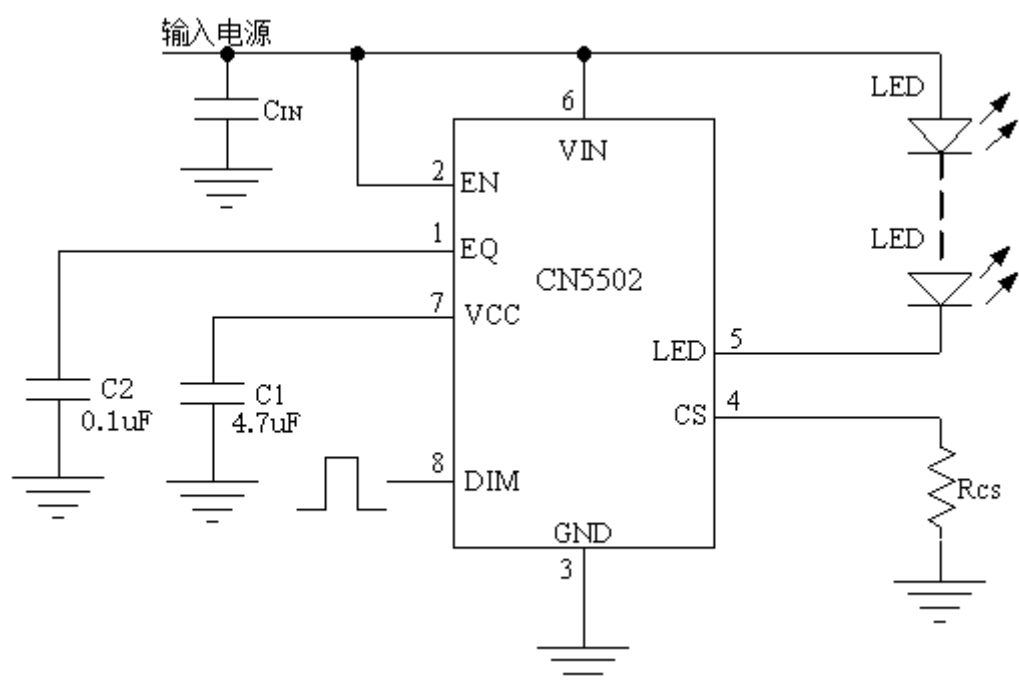 输入电源
CIN
6
VIN
LED
2
EN
1
EQ
LED
CN5502
7
VCC
LED
5
C2
0.1uF
C1
4.7uF
CS
4
8
DIM
Rcs
GND
3